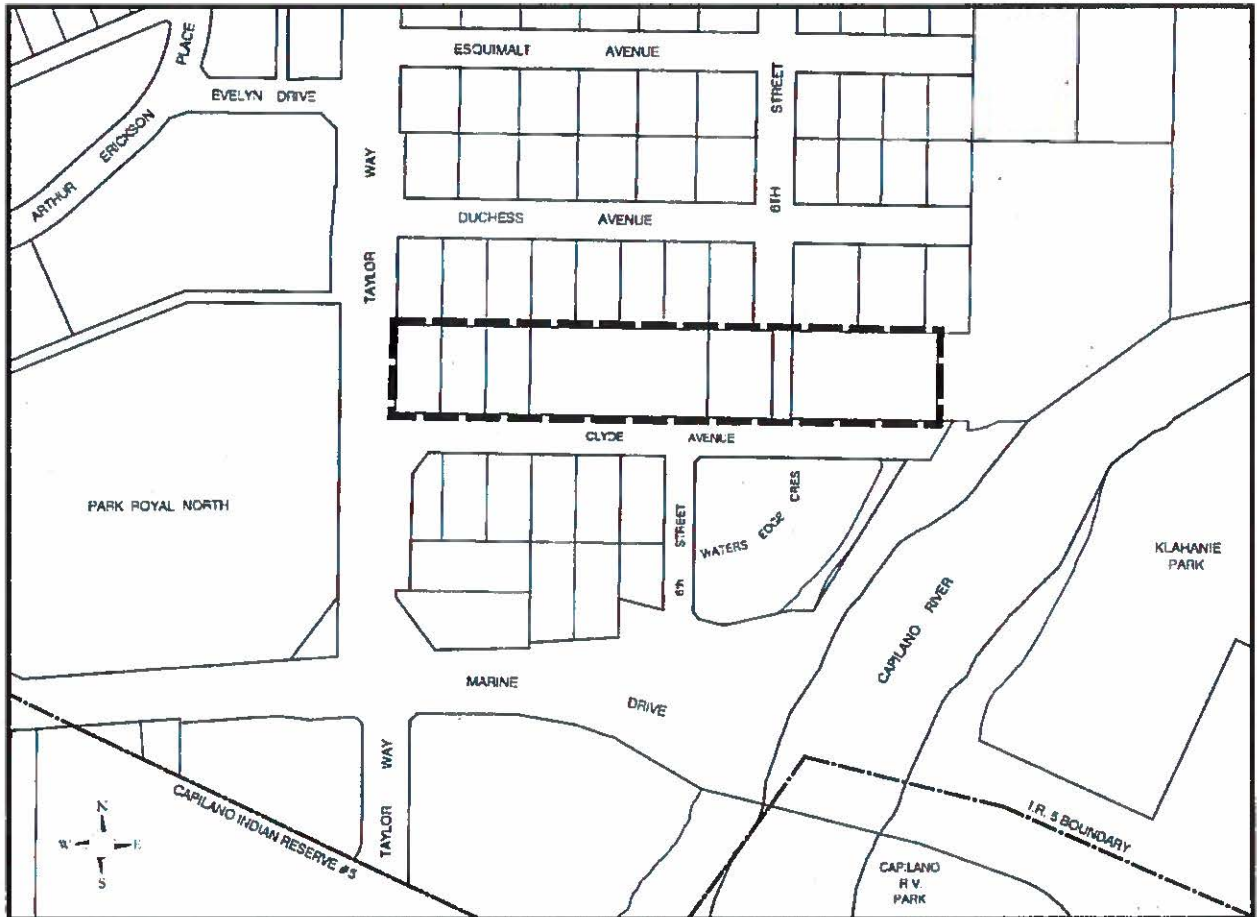 PLACE
ESQUIMALT AVENUE
EVELYN DRIVE
STREET
6TH
ARTHUR ERICKSON
WAY
TAYLOR
DUCHESS AVENUE
CLYDE AVENUE
PARK ROYAL NORTH
STREET
6th
WATERS EDGE CRES
KLAHANIE
PARK
CAPILANO RIVER
MARINE DRIVE
TAYLOR WAY
CAPILANO INDIAN RESERVE #5
I.R. 5 BOUNDARY
CAPILANO
R.V.
PARK
N
W E
S